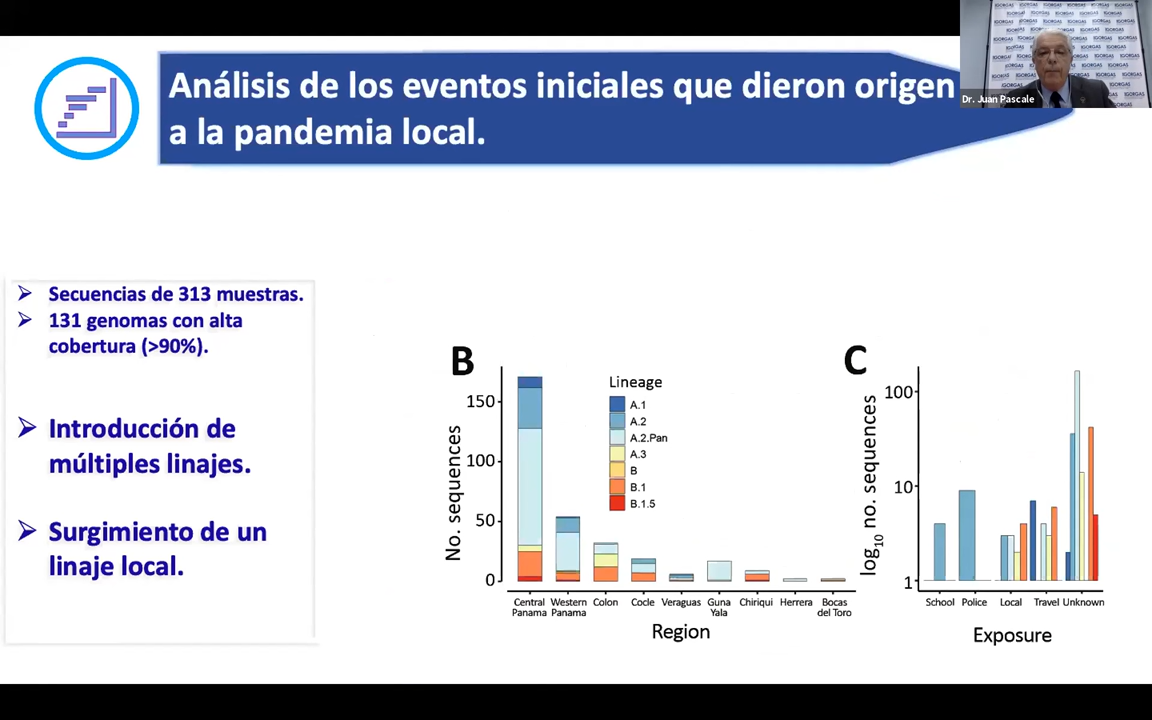 Análisis de los eventos iniciales que dieron origen
a la pandemia local.
IGORGAS
Dr. Juan Pascale
Secuencias de 313 muestras.
131 genomas con alta
cobertura (>90%).
Introducción de
múltiples linajes.
Surgimiento de un
linaje local.
B
No. sequences
150
100
50
0
Lineage
A.1
A.2
A.2.Pan
A.3
B
B.1
B.1.5
Central Panama
Western Panama
Colon
Cocle
Veraguas
Guna Yala
Chiriqui
Herrera
Bocas del Toro
Region
C
log10 no. sequences
100
10
1
School
Police
Local
Travel
Unknown
Exposure